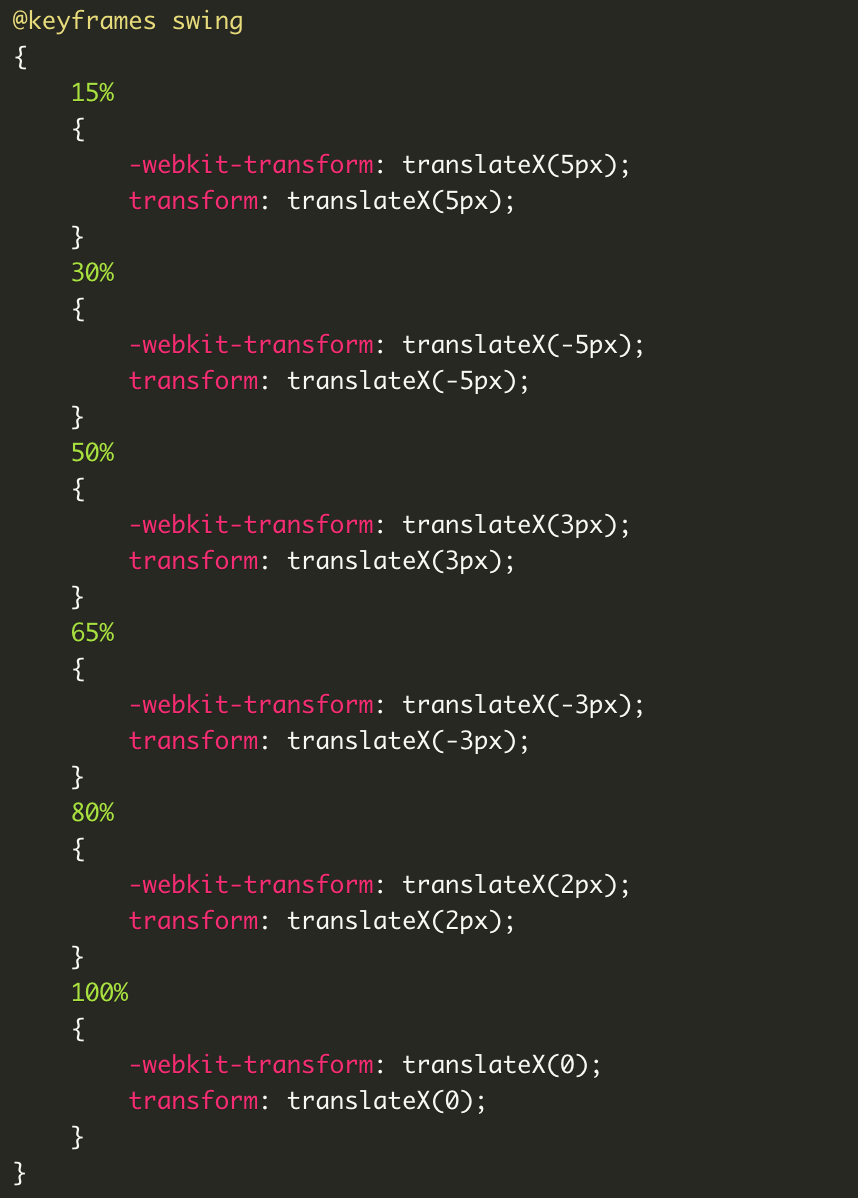 @keyframes swing
{
    15%
    {
        -webkit-transform: translateX(5px);
        transform: translateX(5px);
    }
    30%
    {
        -webkit-transform: translateX(-5px);
        transform: translateX(-5px);
    }
    50%
    {
        -webkit-transform: translateX(3px);
        transform: translateX(3px);
    }
    65%
    {
        -webkit-transform: translateX(-3px);
        transform: translateX(-3px);
    }
    80%
    {
        -webkit-transform: translateX(2px);
        transform: translateX(2px);
    }
    100%
    {
        -webkit-transform: translateX(0);
        transform: translateX(0);
    }
}